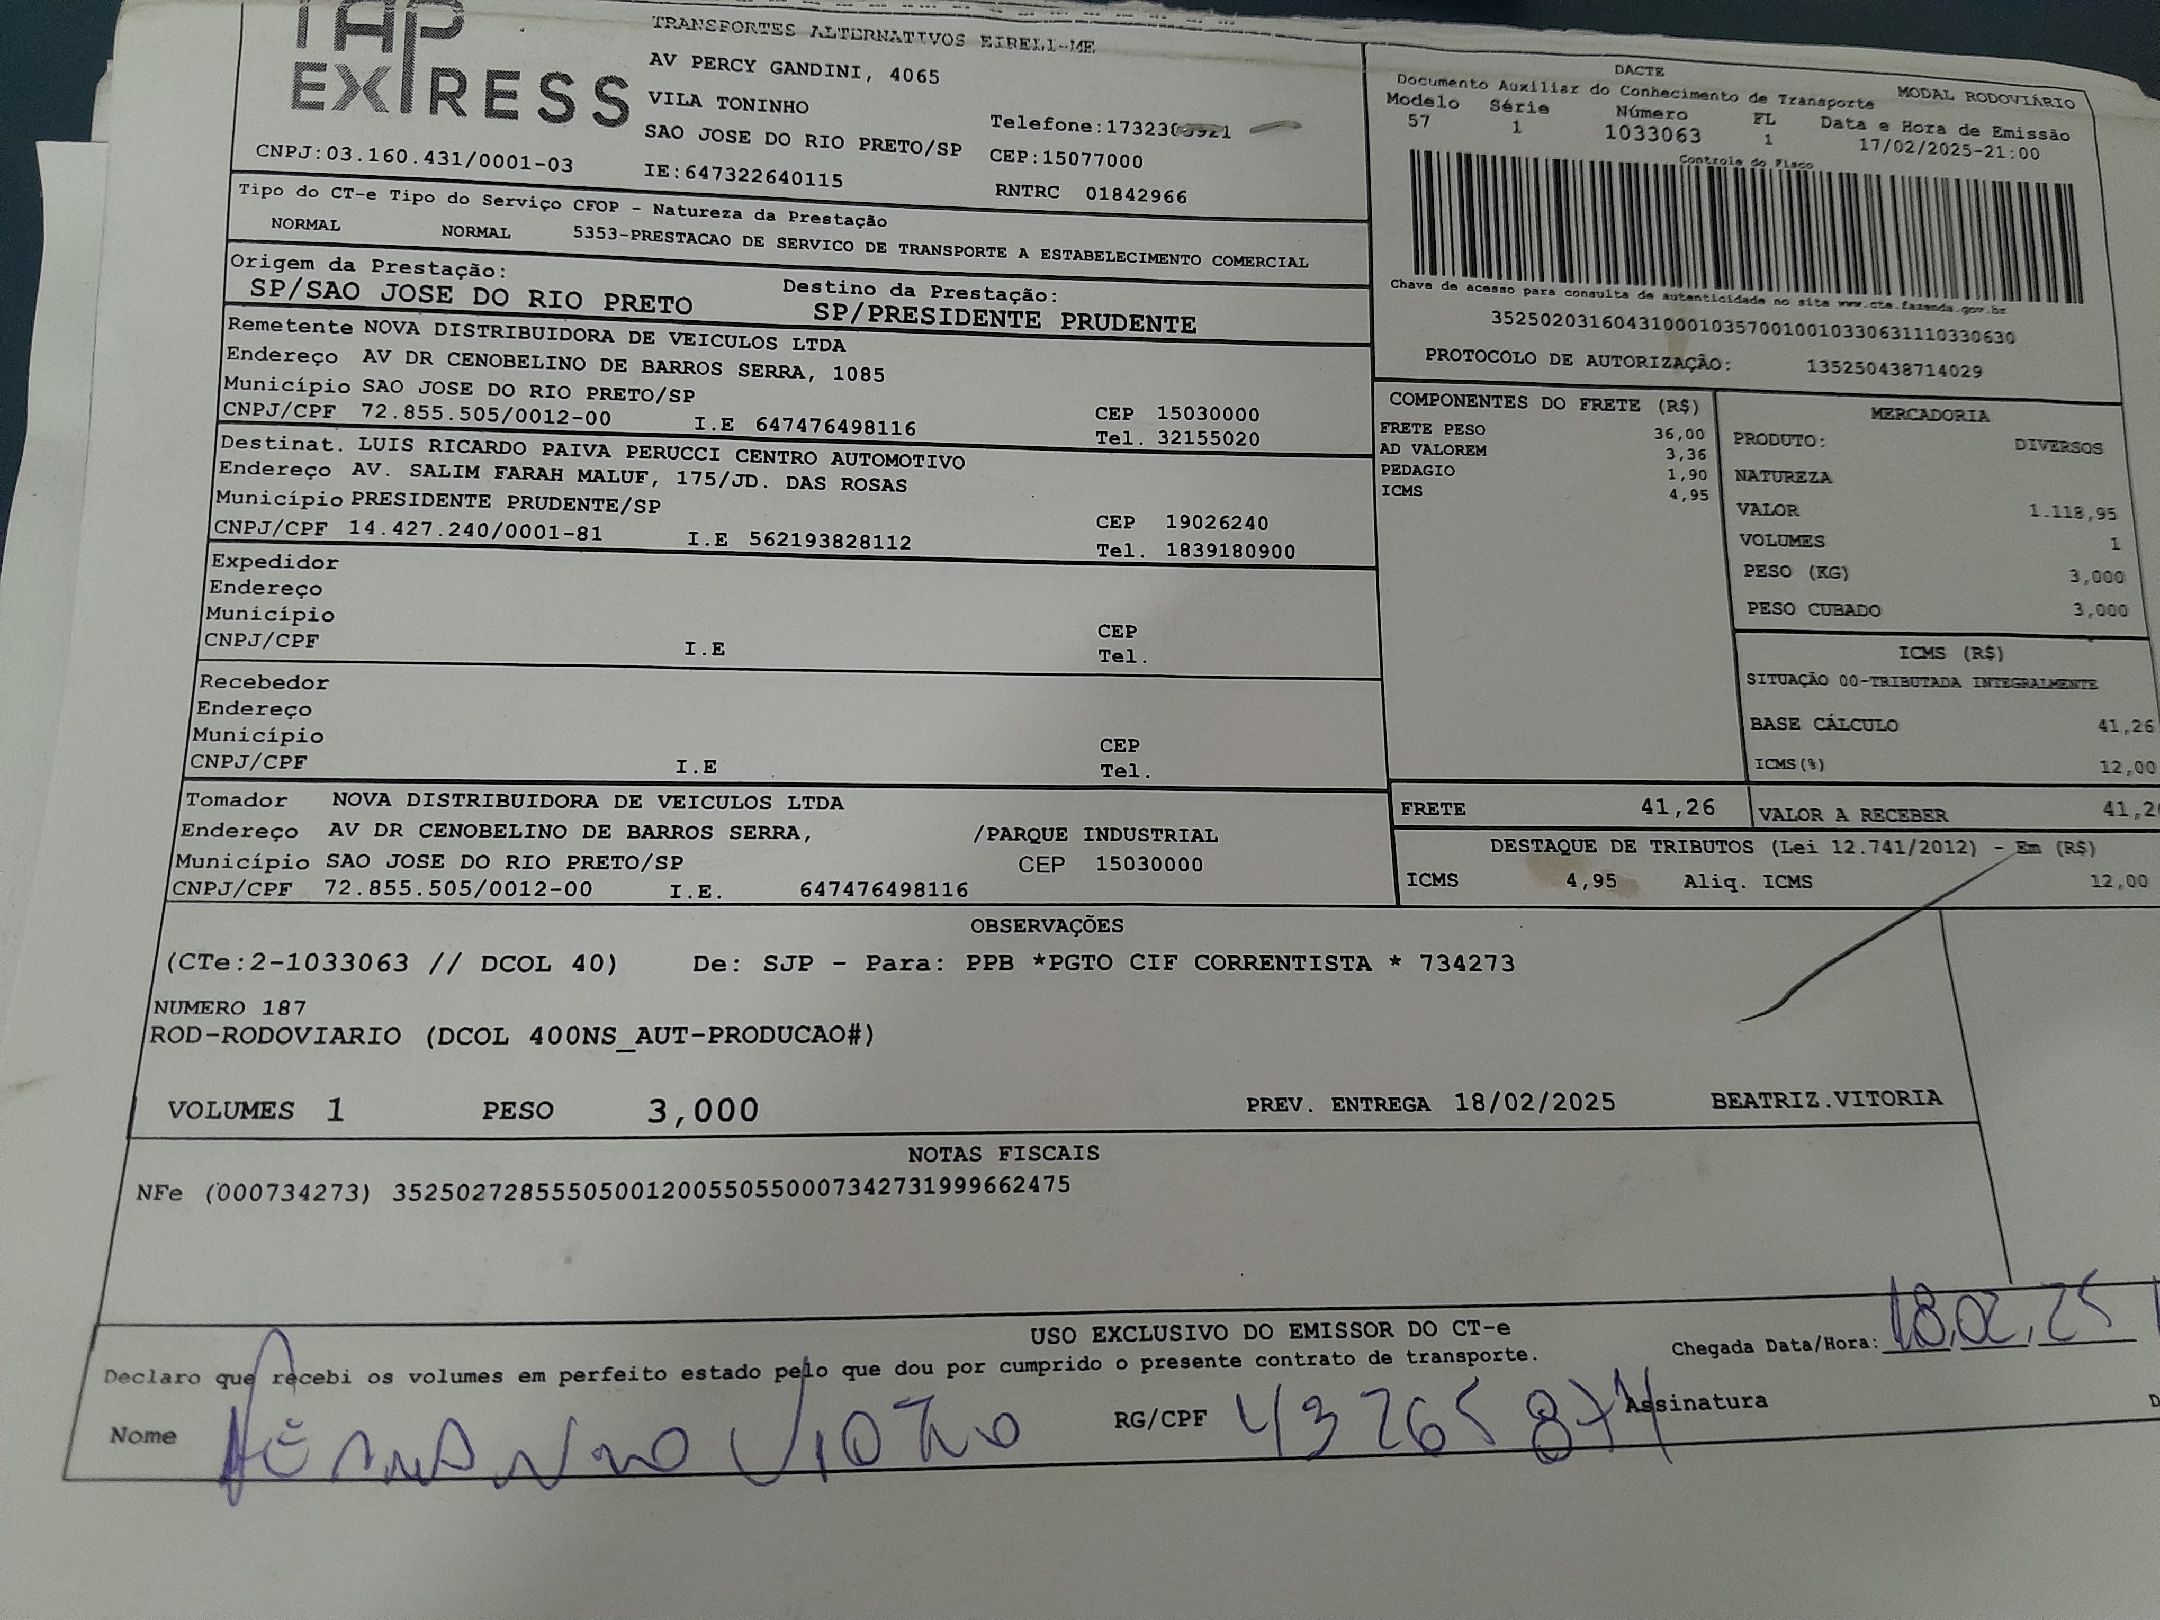 TAP
EXPRESS
CNPJ:03.160.431/0001-03
TRANSPORTES ALTERNATIVOS EIRELI-ME
AV PERCY GANDINI, 4065
VILA TONINHO
SAO JOSE DO RIO PRETO/SP
IE:647322640115
CEP:15077000
RNTRC 01842966
DACTE
Documento Auxiliar do Conhecimento de Transporte
MODAL RODOVIÁRIO
Modelo Série Número FL Data e Hora de Emissão
57 1 1033063 1 17/02/2025-21:00
Controle do Fisco
Chave de acesso para consulta de autenticidade no site www.cte.fazenda.gov.br
35250203160431000103570010010330631110330630
PROTOCOLO DE AUTORIZAÇÃO: 135250438714029
Tipo do CT-e Tipo do Serviço CFOP - Natureza da Prestação
NORMAL NORMAL 5353-PRESTACAO DE SERVICO DE TRANSPORTE A ESTABELECIMENTO COMERCIAL
Origem da Prestação: Destino da Prestação:
SP/SAO JOSE DO RIO PRETO SP/PRESIDENTE PRUDENTE
Remetente NOVA DISTRIBUIDORA DE VEICULOS LTDA
Endereço AV DR CENOBELINO DE BARROS SERRA, 1085
Município SAO JOSE DO RIO PRETO/SP CEP 15030000
CNPJ/CPF 72.855.505/0012-00 I.E 647476498116 Tel. 32155020
Destinat. LUIS RICARDO PAIVA PERUCCI CENTRO AUTOMOTIVO
Endereço AV. SALIM FARAH MALUF, 175/JD. DAS ROSAS
Município PRESIDENTE PRUDENTE/SP CEP 19026240
CNPJ/CPF 14.427.240/0001-81 I.E 562193828112 Tel. 1839180900
Expedidor
Endereço
Município CEP
CNPJ/CPF I.E Tel.
Recebedor
Endereço
Município CEP
CNPJ/CPF I.E Tel.
Tomador NOVA DISTRIBUIDORA DE VEICULOS LTDA
Endereço AV DR CENOBELINO DE BARROS SERRA, /PARQUE INDUSTRIAL
Município SAO JOSE DO RIO PRETO/SP CEP 15030000
CNPJ/CPF 72.855.505/0012-00 I.E. 647476498116
COMPONENTES DO FRETE (R$)
FRETE PESO 36,00
AD VALOREM 3,36
PEDAGIO 1,90
ICMS 4,95
MERCADORIA
PRODUTO: DIVERSOS
NATUREZA
VALOR 1.118,95
VOLUMES 1
PESO (KG) 3,000
PESO CUBADO 3,000
ICMS (R$)
SITUAÇÃO 00-TRIBUTADA INTEGRALMENTE
BASE CÁLCULO 41,26
ICMS(%) 12,00
FRETE 41,26 VALOR A RECEBER
DESTAQUE DE TRIBUTOS (Lei 12.741/2012) - Em (R$)
ICMS 4,95 Aliq. ICMS 12,00
OBSERVAÇÕES
(CTe:2-1033063 // DCOL 40) De: SJP - Para: PPB *PGTO CIF CORRENTISTA * 734273
NUMERO 187
ROD-RODOVIARIO (DCOL 400NS_AUT-PRODUCAO#)
VOLUMES 1 PESO 3,000 PREV. ENTREGA 18/02/2025 BEATRIZ.VITORIA
NOTAS FISCAIS
NFe (000734273) 35250272855505001200550550007342731999662475
USO EXCLUSIVO DO EMISSOR DO CT-e
Declaro que recebi os volumes em perfeito estado pelo que dou por cumprido o presente contrato de transporte.
Chegada Data/Hora: 18.02.25
Nome RG/CPF Assinatura